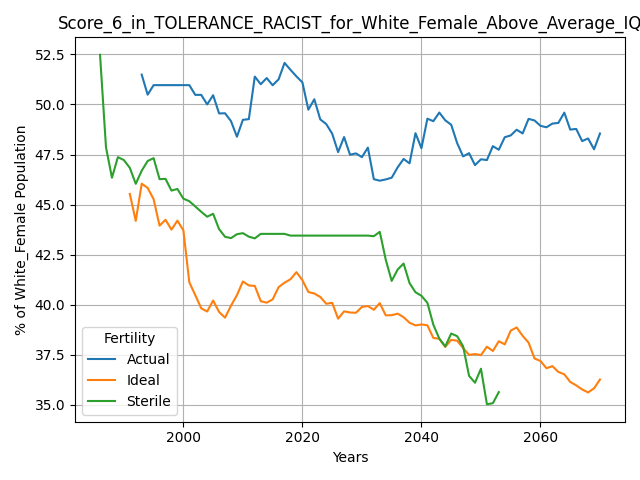 Score_6_in_TOLERANCE_RACIST_for_White_Female_Above_Average_IQ
% of White_Female Population
52.5
50.0
47.5
45.0
42.5
40.0
37.5
35.0
Fertility
Actual
Ideal
Sterile
2000
2020
2040
2060
Years